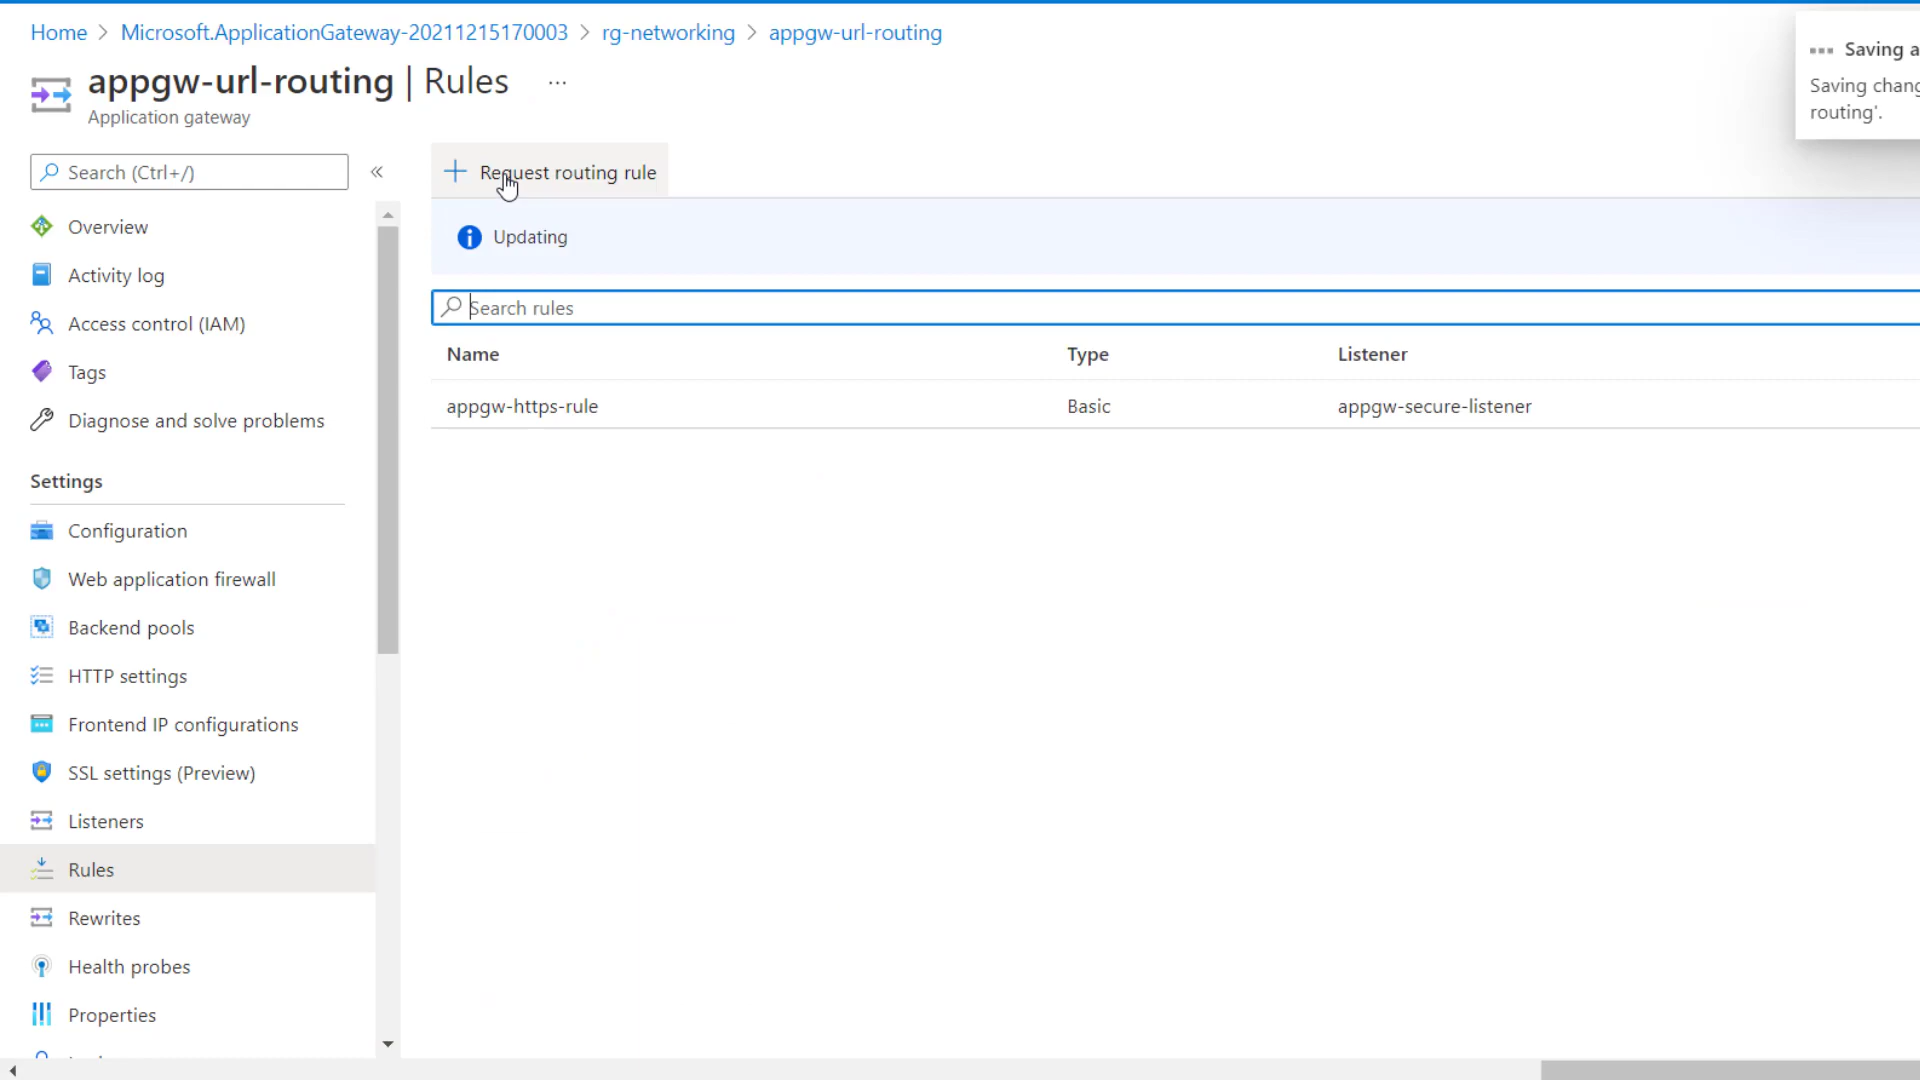 Home > Microsoft.ApplicationGateway-20211215170003 > rg-networking > appgw-url-routing
appgw-url-routing | Rules ...
Application gateway
Saving a
Saving chang
routing'.
Search (Ctrl+/)
«
Overview
Activity log
Access control (IAM)
Tags
Diagnose and solve problems
Settings
Configuration
Web application firewall
Backend pools
HTTP settings
Frontend IP configurations
SSL settings (Preview)
Listeners
Rules
Rewrites
Health probes
Properties
+ Request routing rule
Updating
Search rules
Name Type Listener
appgw-https-rule Basic appgw-secure-listener